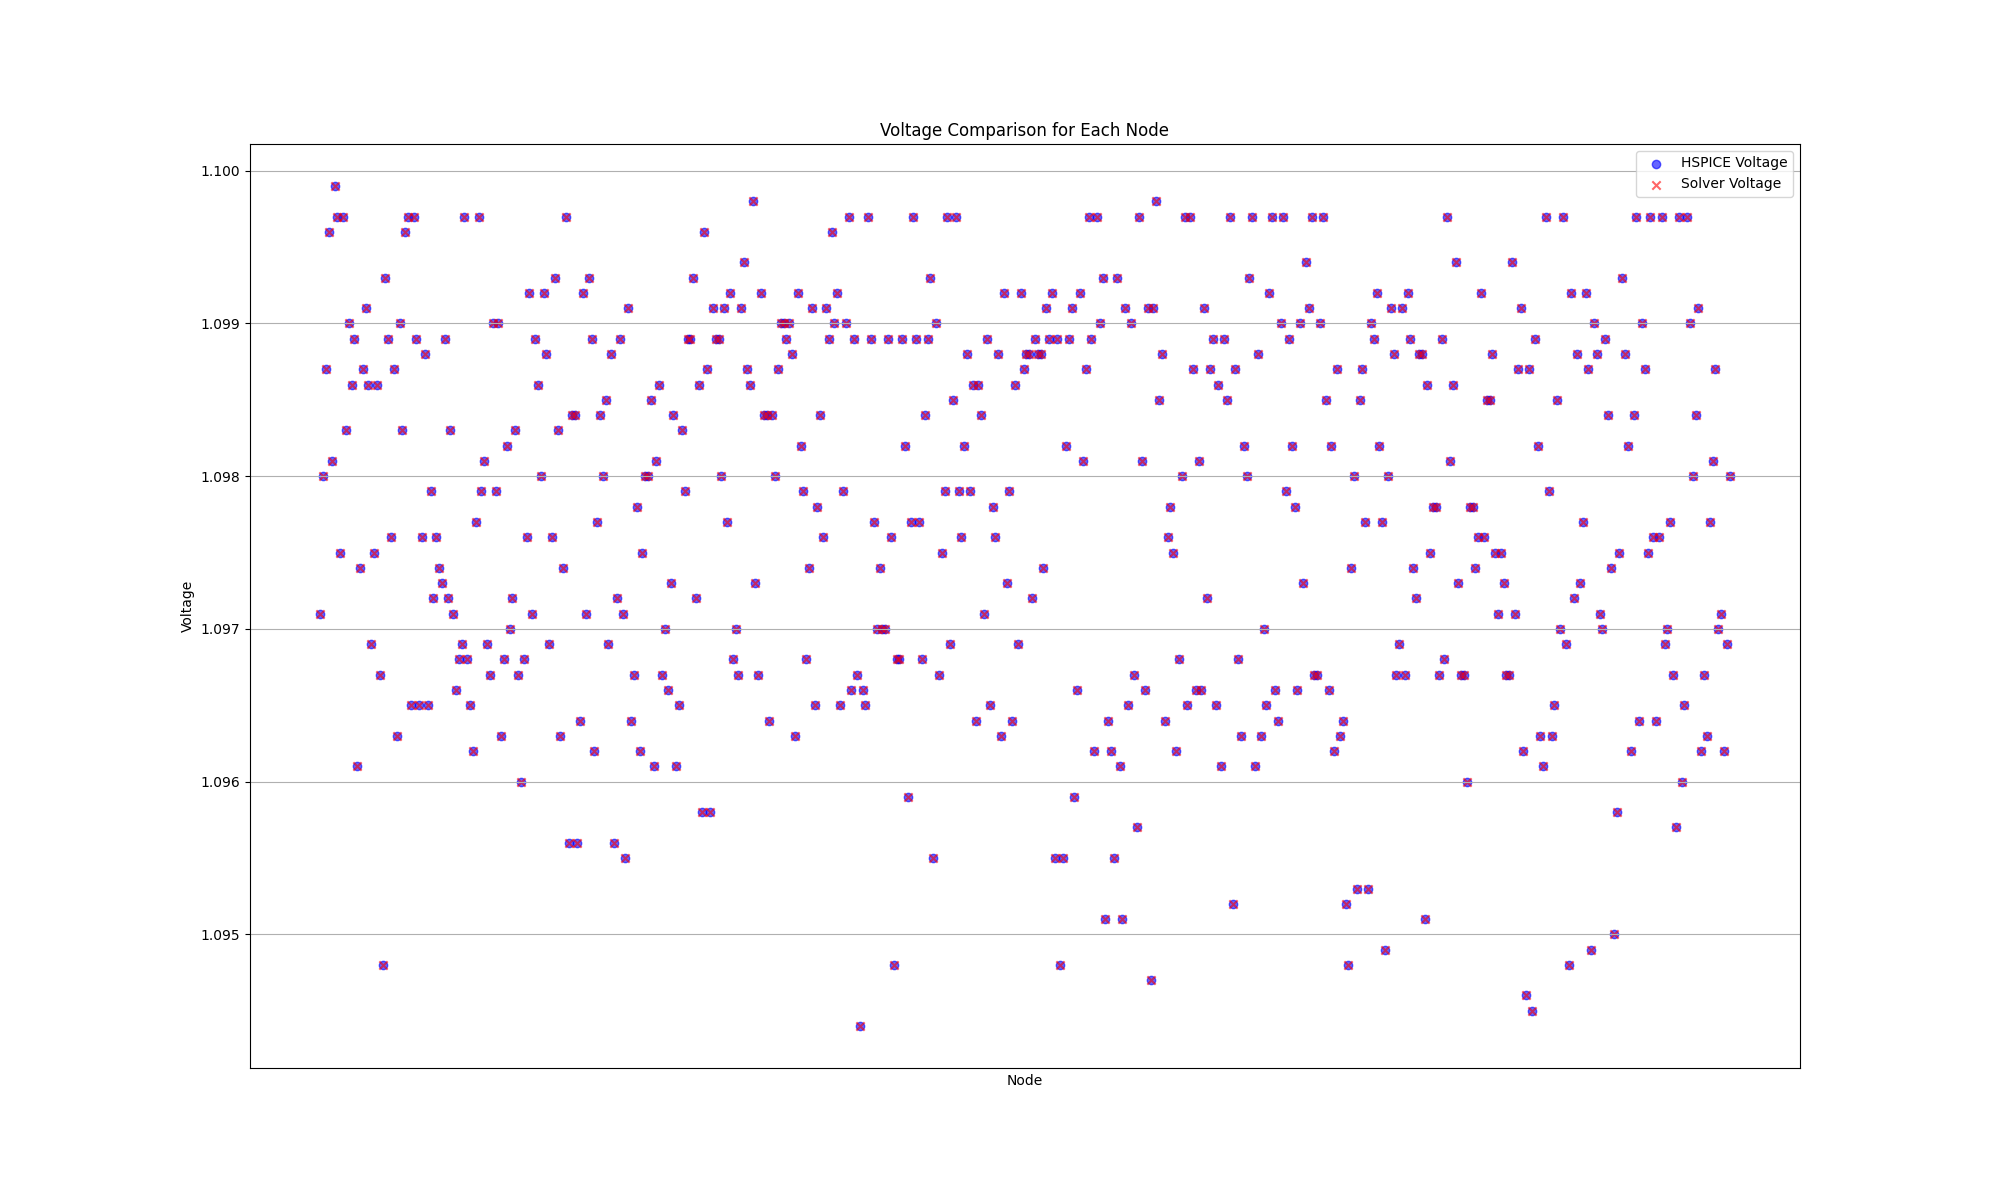 Voltage Comparison for Each Node
HSPICE Voltage
Solver Voltage
1.100
1.099
1.098
1.097
1.096
1.095
Voltage
Node